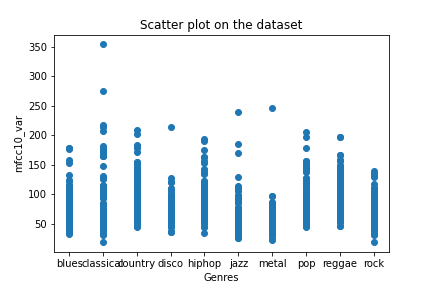 Scatter plot on the dataset
350
300
250
200
150
100
50
mfcc10_var
blues classical country disco hiphop jazz metal pop reggae rock
Genres